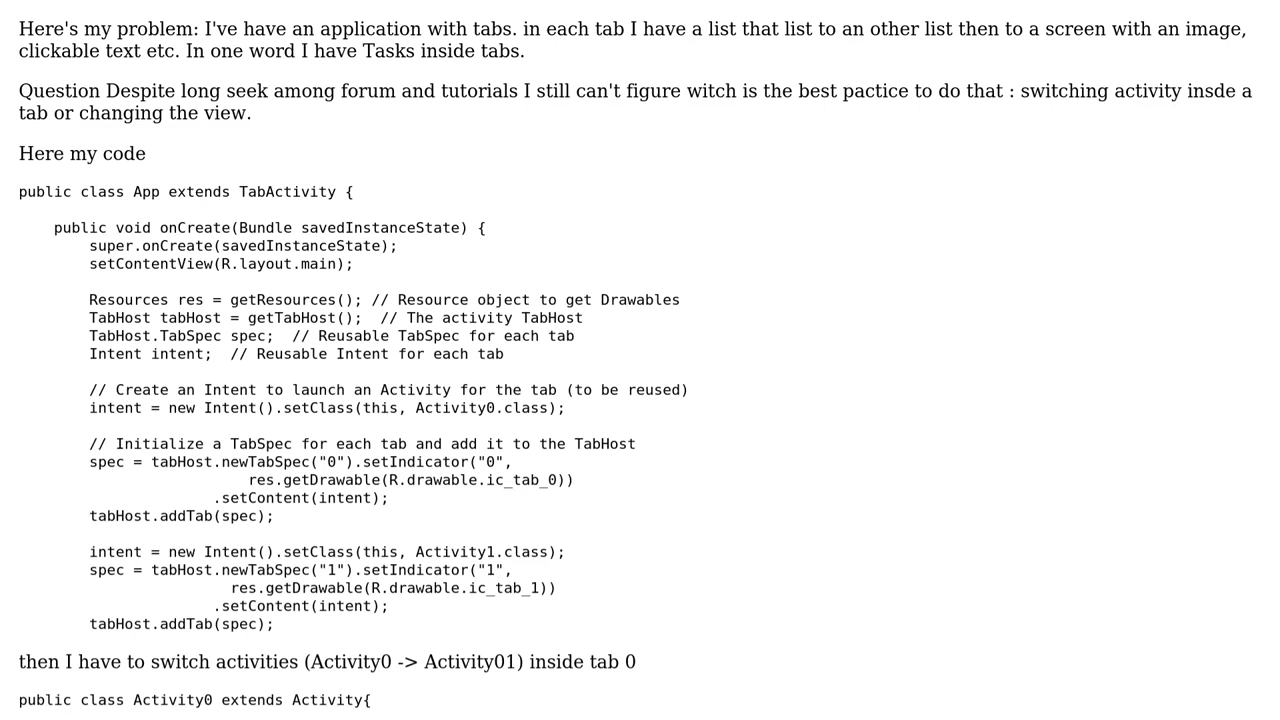 Here's my problem: I've have an application with tabs. in each tab I have a list that list to an other list then to a screen with an image,
clickable text etc. In one word I have Tasks inside tabs.
Question Despite long seek among forum and tutorials I still can't figure witch is the best pactice to do that : switching activity insde a
tab or changing the view.
Here my code
public class App extends TabActivity {
    public void onCreate(Bundle savedInstanceState) {
        super.onCreate(savedInstanceState);
        setContentView(R.layout.main);
        Resources res = getResources(); // Resource object to get Drawables
        TabHost tabHost = getTabHost();  // The activity TabHost
        TabHost.TabSpec spec;  // Reusable TabSpec for each tab
        Intent intent;  // Reusable Intent for each tab
        // Create an Intent to launch an Activity for the tab (to be reused)
        intent = new Intent().setClass(this, Activity0.class);
        // Initialize a TabSpec for each tab and add it to the TabHost
        spec = tabHost.newTabSpec("0").setIndicator("0",
                          res.getDrawable(R.drawable.ic_tab_0))
                      .setContent(intent);
        tabHost.addTab(spec);
        intent = new Intent().setClass(this, Activity1.class);
        spec = tabHost.newTabSpec("1").setIndicator("1",
                        res.getDrawable(R.drawable.ic_tab_1))
                      .setContent(intent);
        tabHost.addTab(spec);
then I have to switch activities (Activity0 -> Activity01) inside tab 0
public class Activity0 extends Activity{